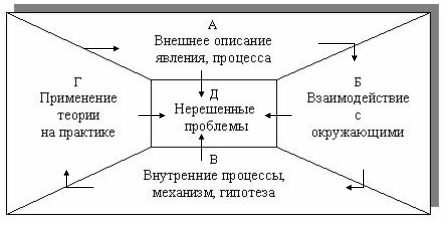 А
Внешнее описание
явления, процесса
Г
Применение
теории
на практике
Д
Нерешенные
проблемы
Б
Взаимодействие
с
окружающими
В
Внутренние процессы,
механизм, гипотеза